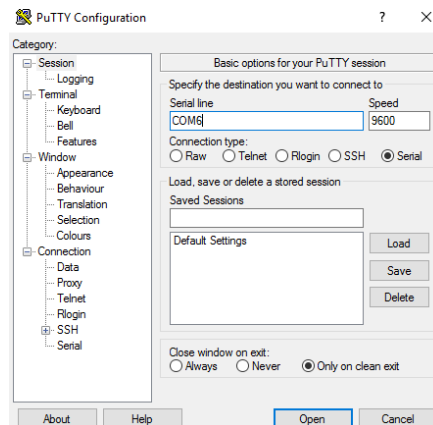 PuTTY Configuration
Category:
Session
Logging
Terminal
Keyboard
Bell
Features
Window
Appearance
Behaviour
Translation
Selection
Colours
Connection
Data
Proxy
Telnet
Rlogin
SSH
Serial
Basic options for your PuTTY session
Specify the destination you want to connect to
Serial line Speed
COM6 9600
Connection type:
Raw Telnet Rlogin SSH Serial
Load, save or delete a stored session
Saved Sessions
Default Settings
Load
Save
Delete
Close window on exit:
Always Never Only on clean exit
About Help Open Cancel